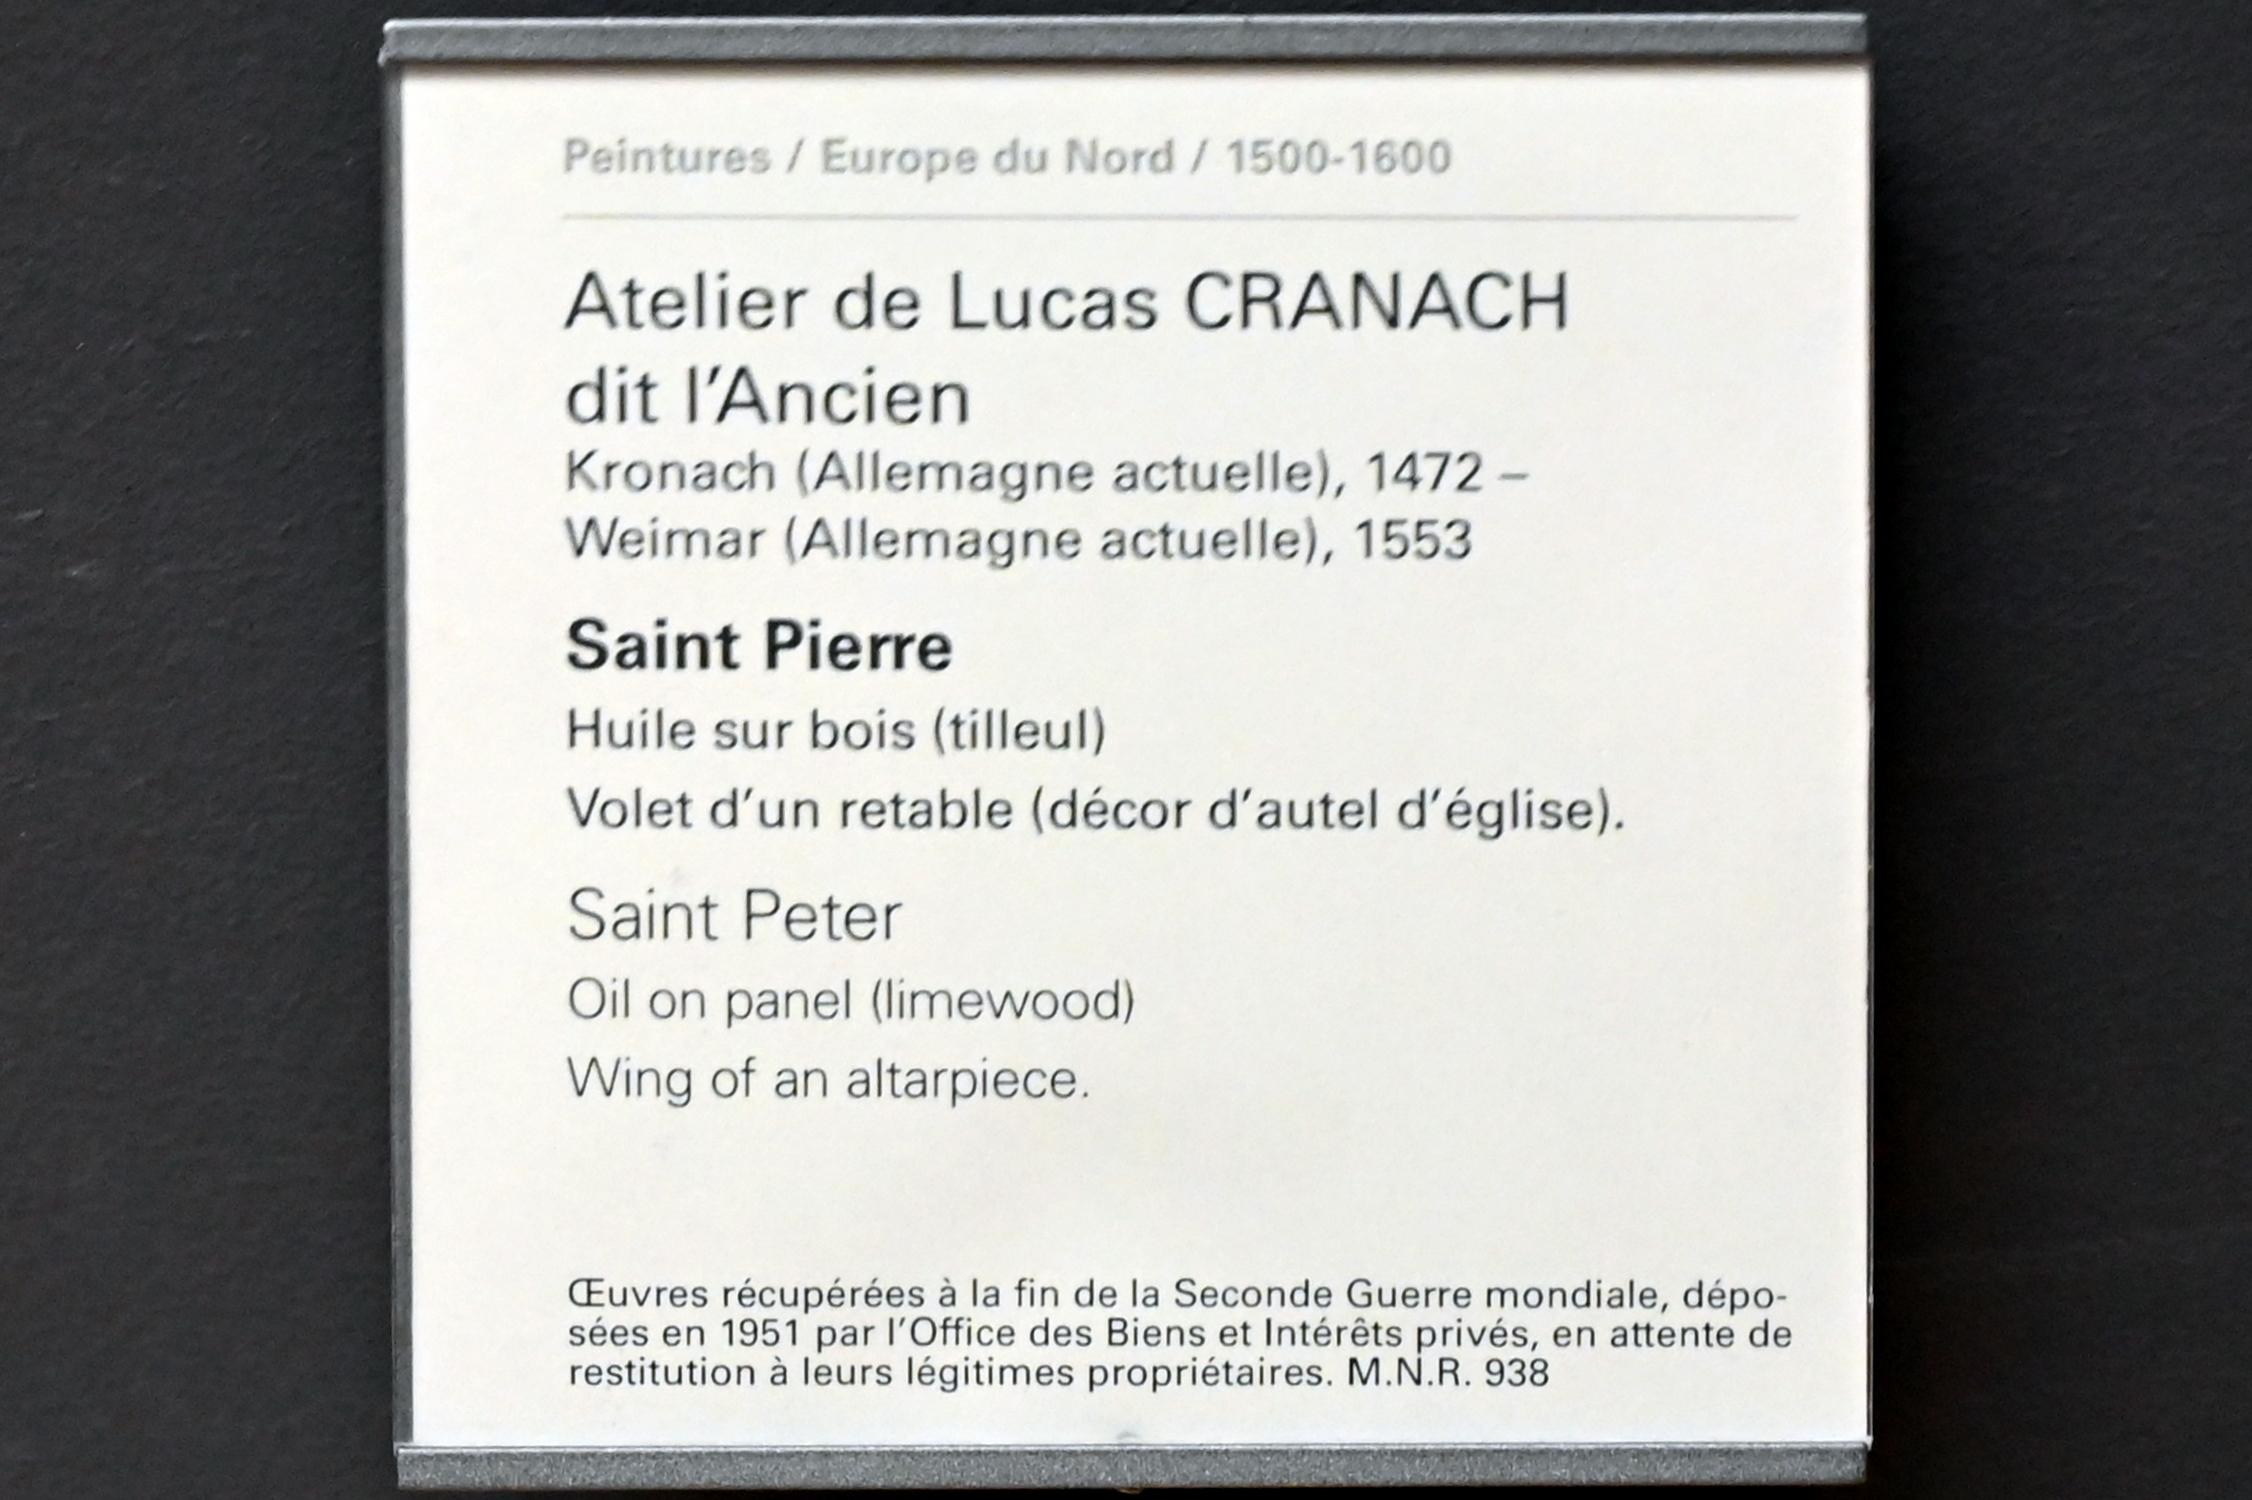 Peintures / Europe du Nord / 1500-1600
Atelier de Lucas CRANACH
dit l’Ancien
Kronach (Allemagne actuelle), 1472 –
Weimar (Allemagne actuelle), 1553
Saint Pierre
Huile sur bois (tilleul)
Volet d’un retable (décor d’autel d’église).
Saint Peter
Oil on panel (limewood)
Wing of an altarpiece.
Œuvres récupérées à la fin de la Seconde Guerre mondiale, dépo-
sées en 1951 par l’Office des Biens et Intérêts privés, en attente de
restitution à leurs légitimes propriétaires. M.N.R. 938